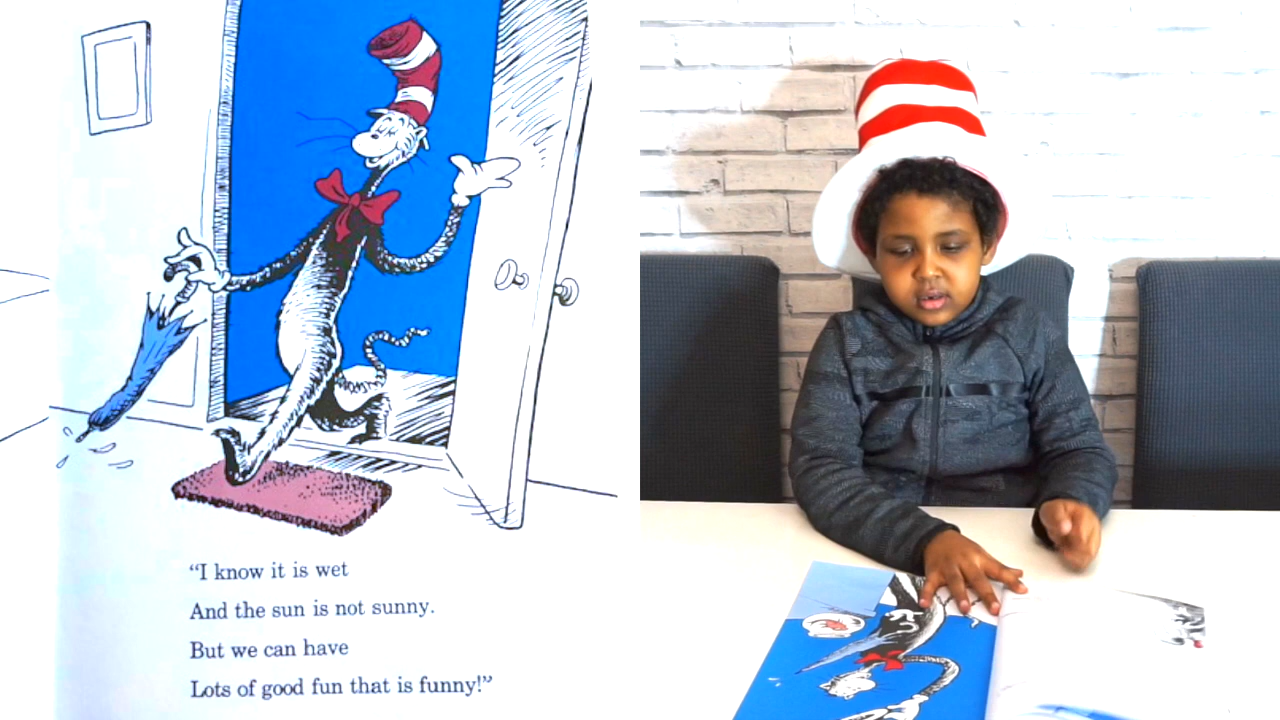 “I know it is wet
And the sun is not sunny.
But we can have
Lots of good fun that is funny!”